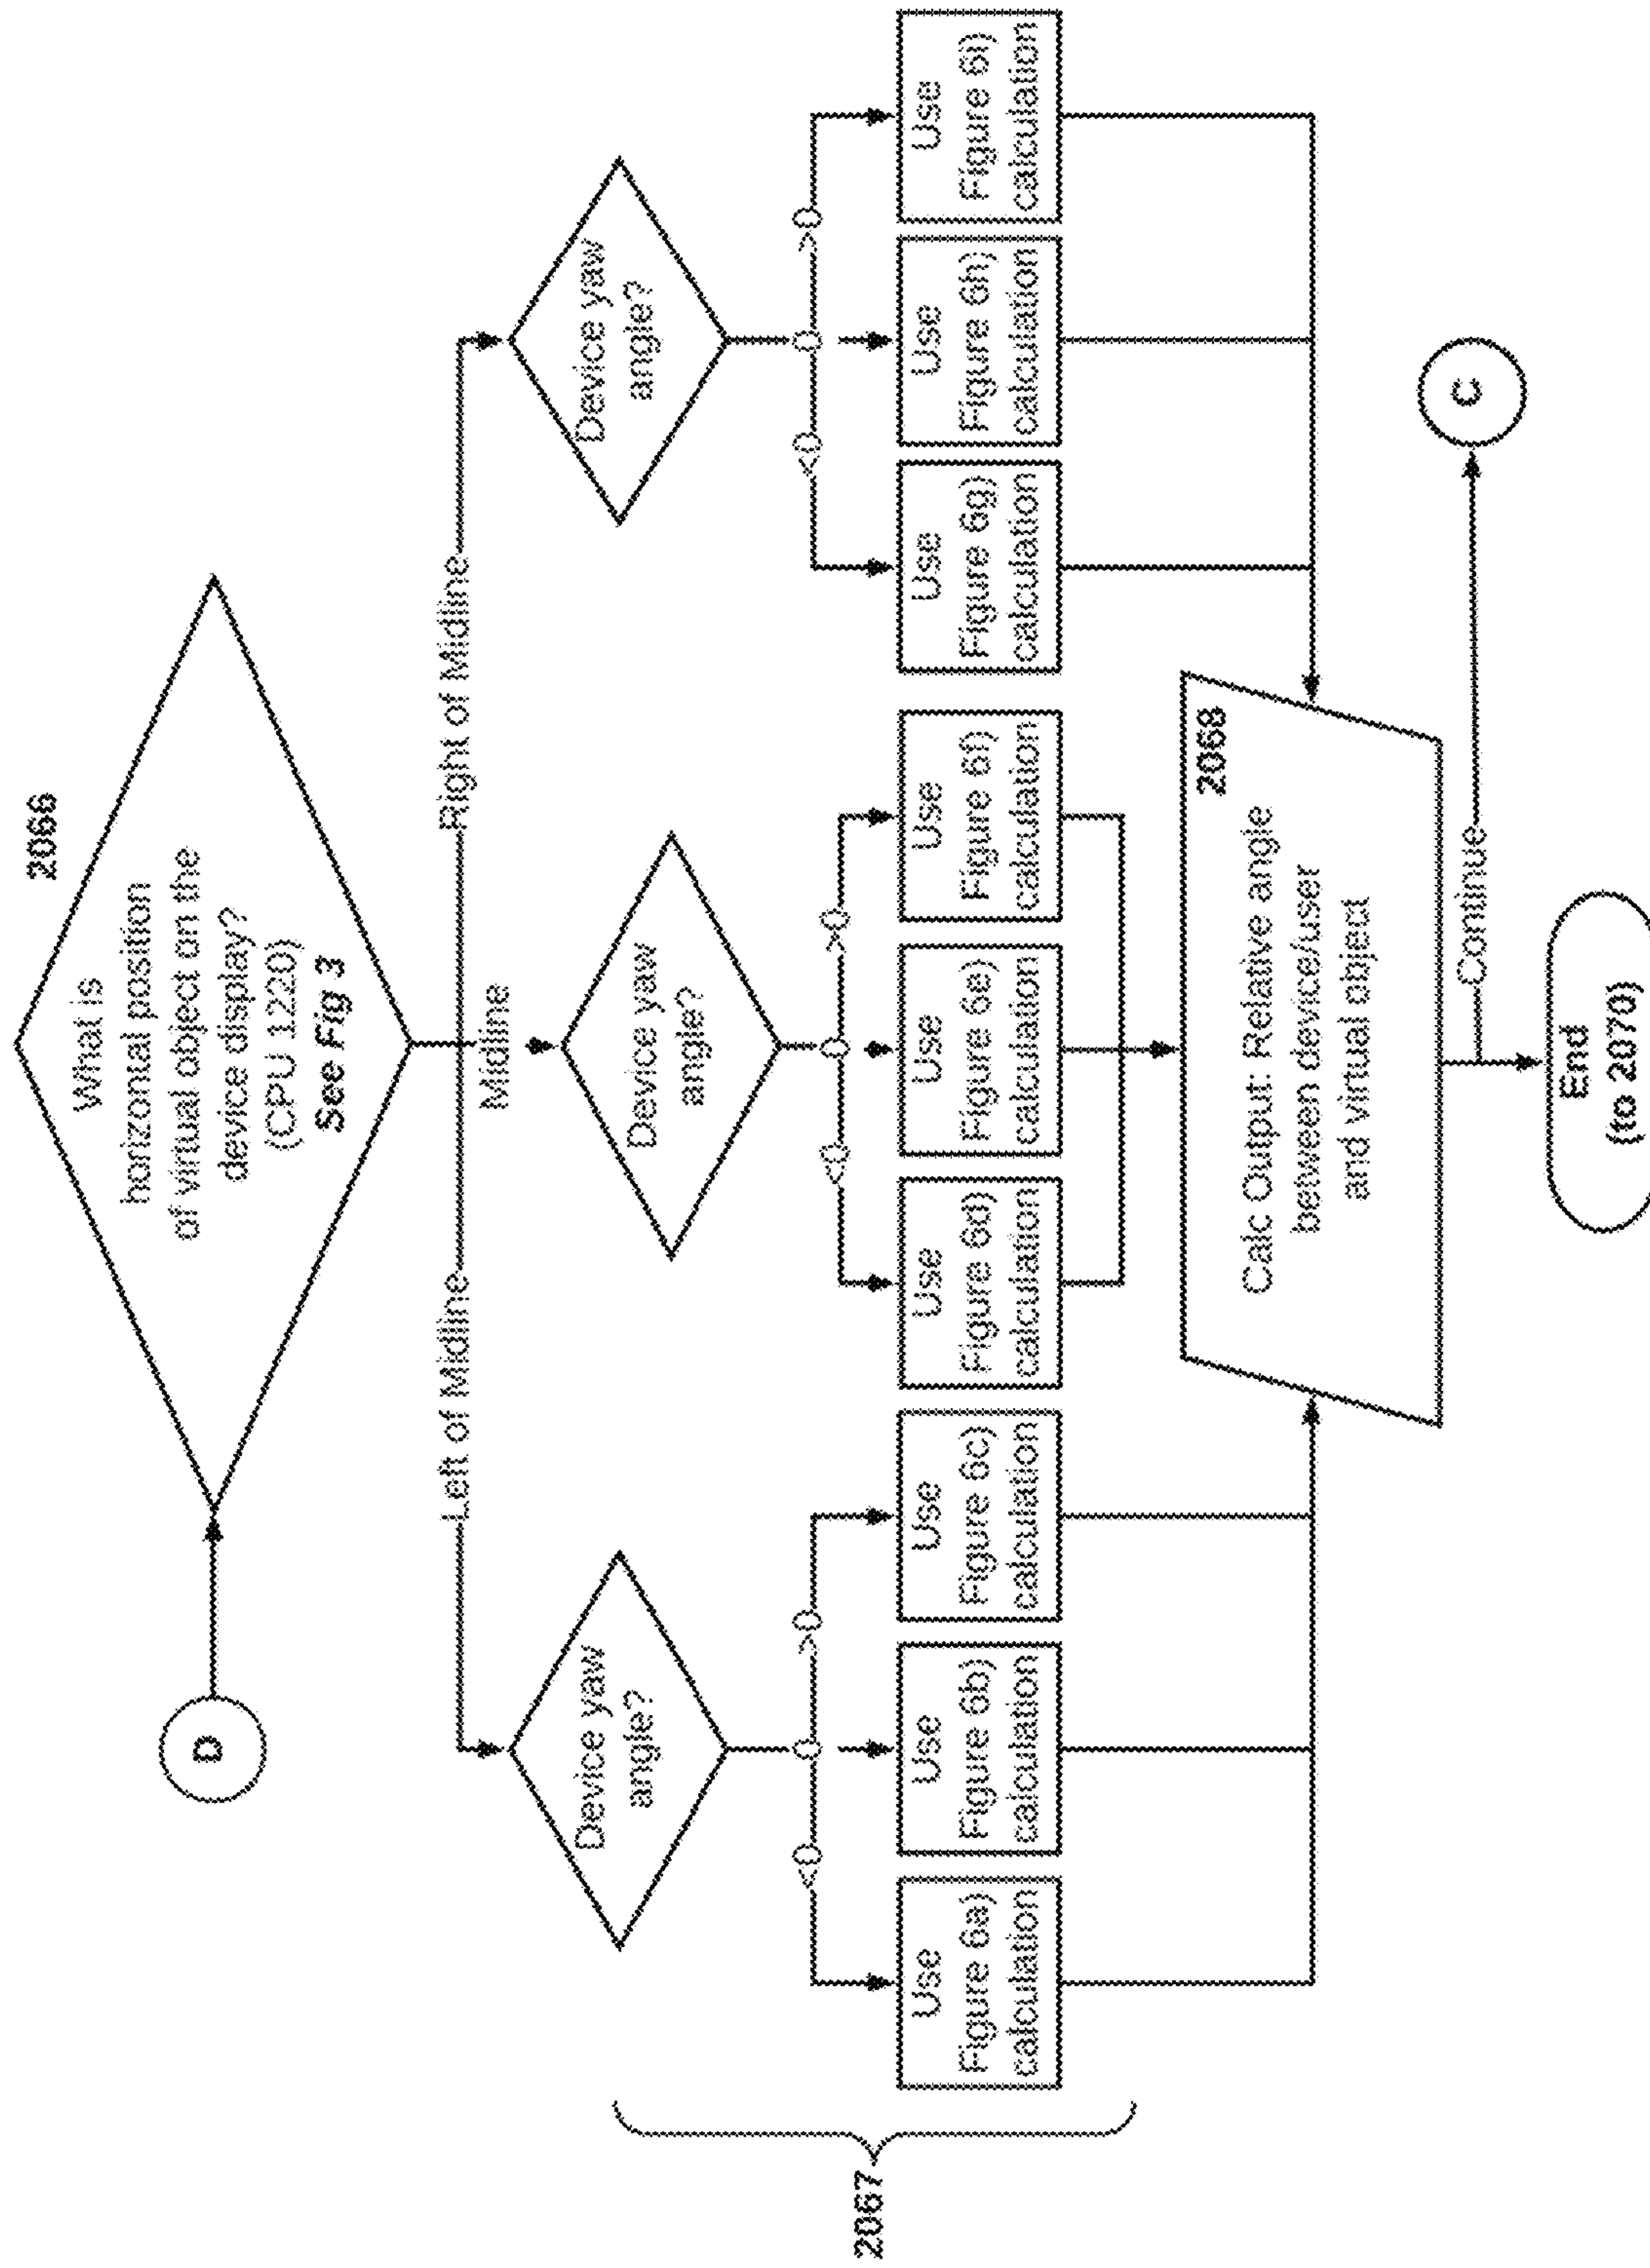 D
2066
What is
horizontal position
of virtual object on the
device display?
(CPU 1220)
See Fig 3
Left of Midline
Midline
Right of Midline
Device yaw
angle?
Device yaw
angle?
Device yaw
angle?
<0
0
>0
<0
0
>0
<0
0
>0
2067
Use
Figure 6a)
calculation
Use
Figure 6b)
calculation
Use
Figure 6c)
calculation
Use
Figure 6d)
calculation
Use
Figure 6e)
calculation
Use
Figure 6f)
calculation
Use
Figure 6g)
calculation
Use
Figure 6h)
calculation
Use
Figure 6i)
calculation
2068
Calc Output: Relative angle
between device/user
and virtual object
Continue
C
End
(to 2070)